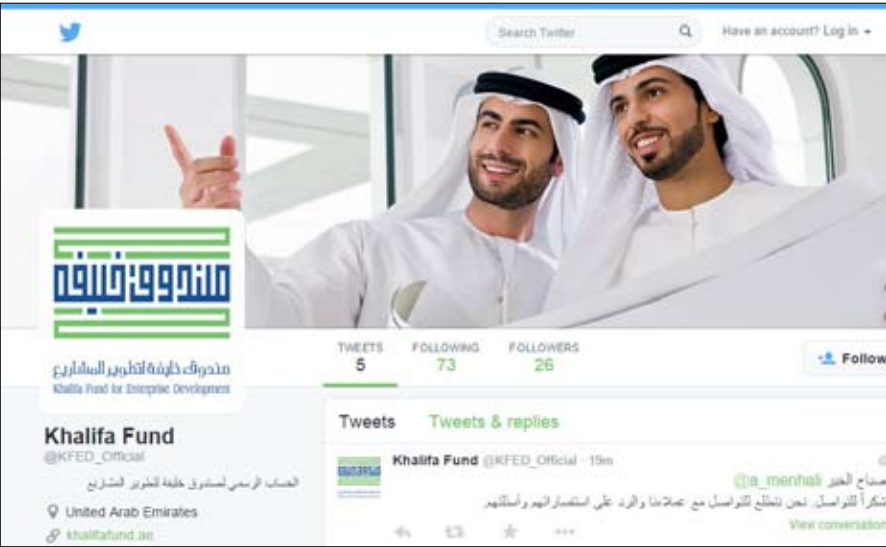 Search Twitter
Have an account? Log in
صندوق خليفة
صندوق خليفة لتطوير المشاريع
Khalifa Fund for Enterprise Development
TWEETS FOLLOWING FOLLOWERS
5 73 26
Follow
Khalifa Fund
@KFED_Official
الحساب الرسمي لصندوق خليفة لتطوير المشاريع
United Arab Emirates
khalifafund.ae
Tweets Tweets & replies
Khalifa Fund @KFED_Official · 19m
@a_menhali صباح الخير
شكراً للتواصل. نحن نتطلع للتواصل مع عملائنا والرد على استفساراتهم وأسئلتهم
View conversation